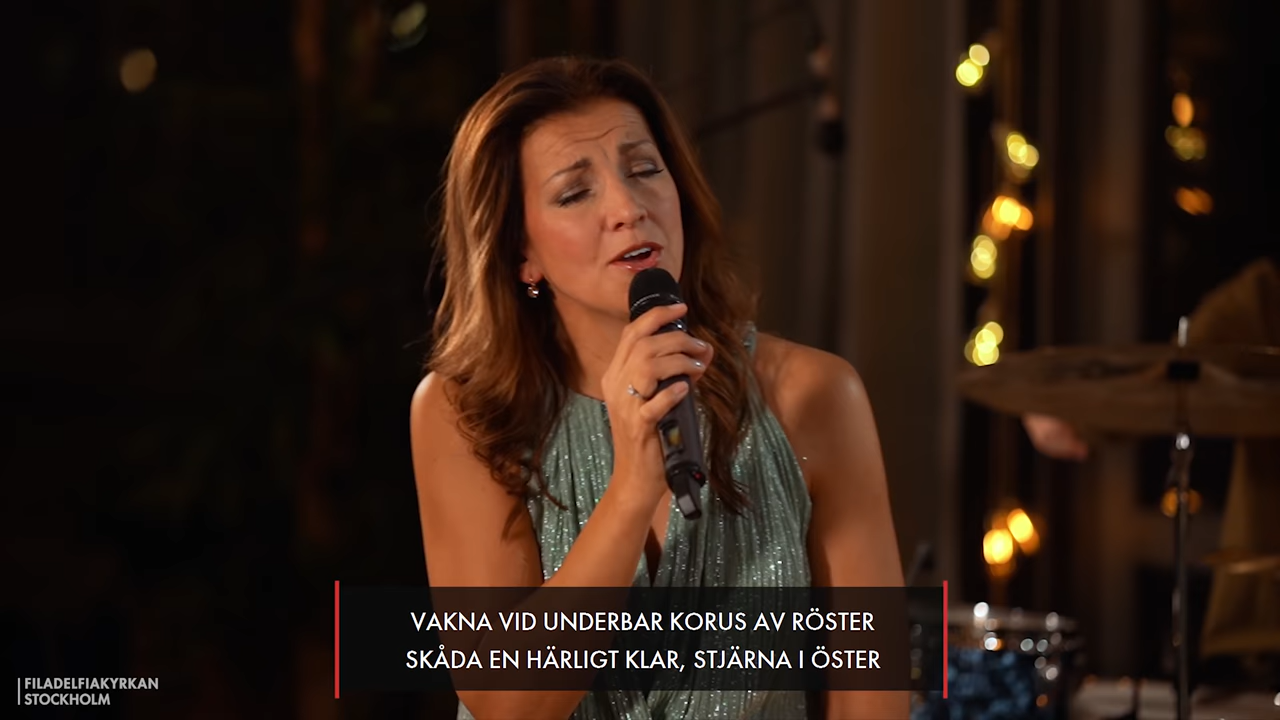 VAKNA VID UNDERBAR KORUS AV RÖSTER
SKÅDA EN HÄRLIGT KLAR, STJÄRNA I ÖSTER
FILADELFIAKYRKAN
STOCKHOLM